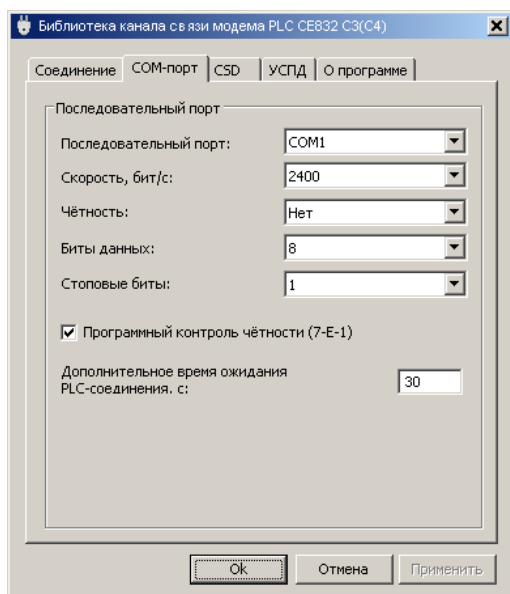 Библиотека канала связи модема PLC CE832 C3(C4)
Соединение COM-порт CSD УСПД О программе
Последовательный порт
Последовательный порт: COM1
Скорость, бит/с: 2400
Чётность: Нет
Биты данных: 8
Стоповые биты: 1
Программный контроль чётности (7-E-1)
Дополнительное время ожидания
PLC-соединения, с: 30
Ok Отмена Применить